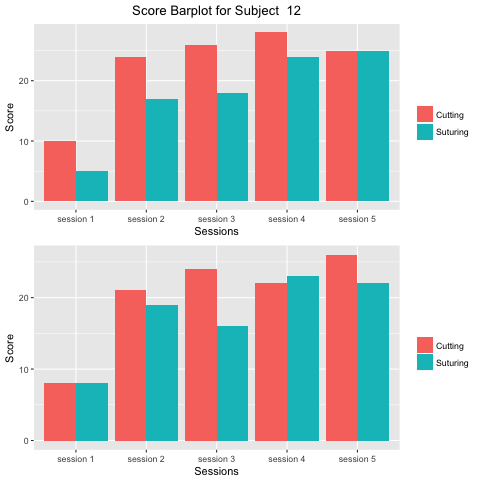 Score Barplot for Subject 12
Score
20
10
0
session 1 session 2 session 3 session 4 session 5
Sessions
Cutting
Suturing
Score
20
10
0
session 1 session 2 session 3 session 4 session 5
Sessions
Cutting
Suturing